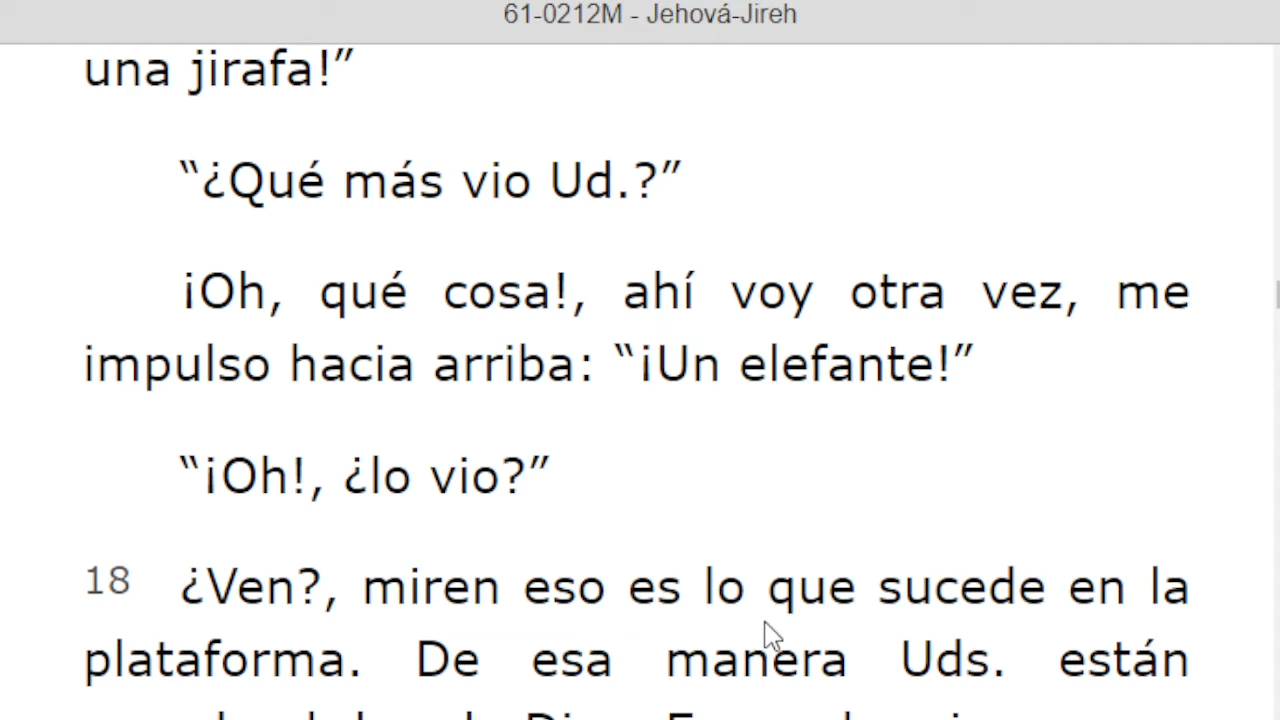 61-0212M - Jehová-Jireh
una jirafa!”
“¿Qué más vio Ud.?”
¡Oh, qué cosa!, ahí voy otra vez, me
impulso hacia arriba: “¡Un elefante!”
“¡Oh!, ¿lo vio?”
18 ¿Ven?, miren eso es lo que sucede en la
plataforma. De esa manera Uds. están